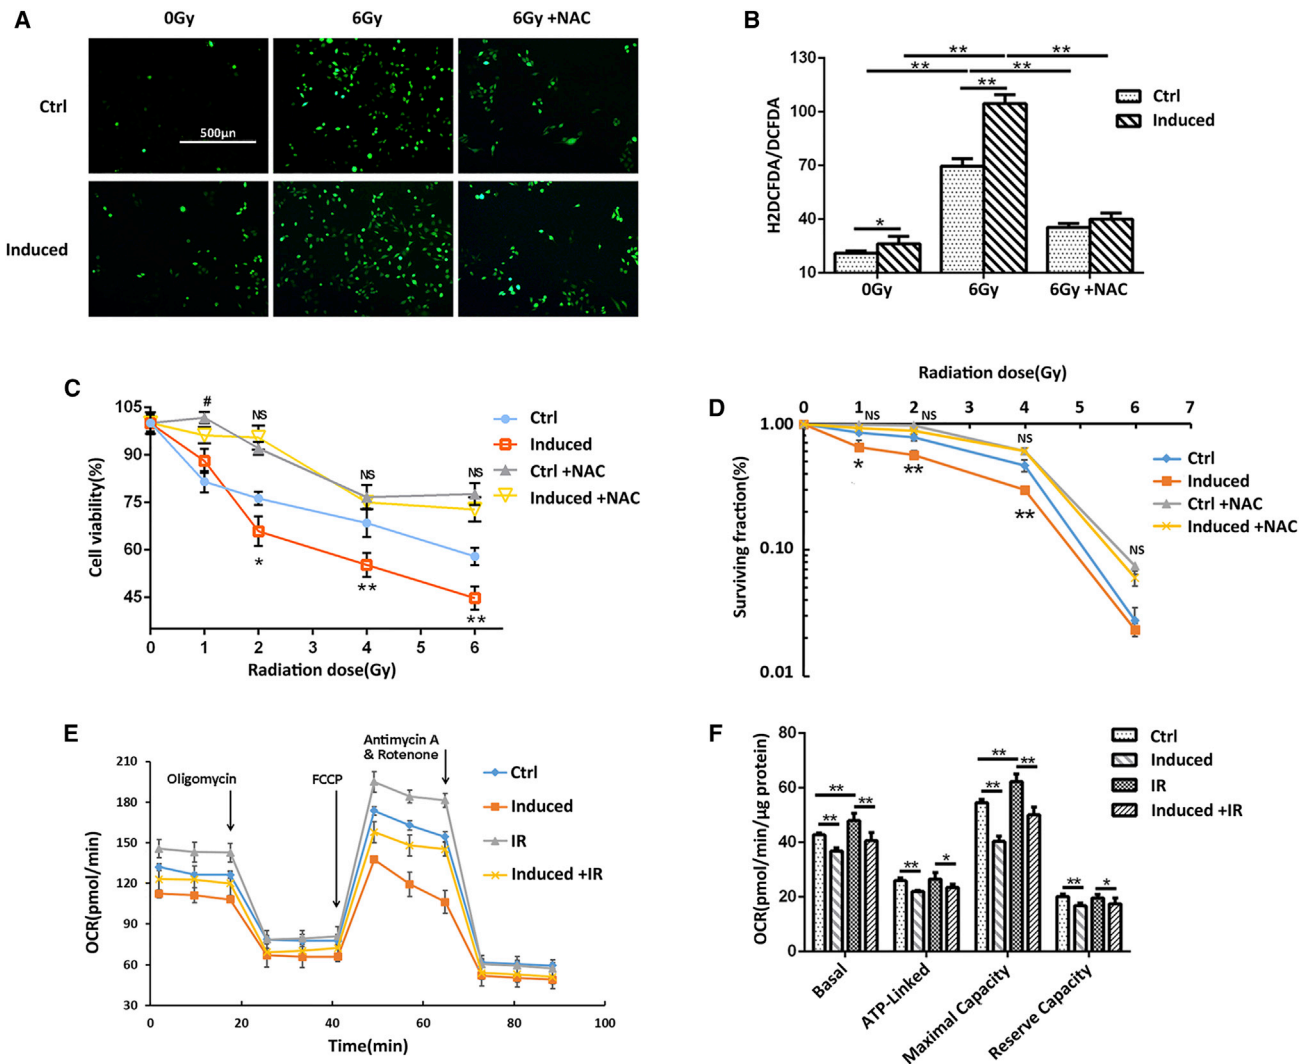 A
0Gy
6Gy
6Gy +NAC
Ctrl
500μn
Induced
B
H2DCFDA/DCFDA
130
100
70
40
10
**
**
**
**
**
*
Ctrl
Induced
0Gy
6Gy
6Gy +NAC
C
Cell viability(%)
105
90
75
60
45
#
NS
NS
NS
*
**
**
Ctrl
Induced
Ctrl +NAC
Induced +NAC
0
1
2
3
4
5
6
Radiation dose(Gy)
D
Radiation dose(Gy)
0
1
2
3
4
5
6
7
Surviving fraction(%)
1.00
0.10
0.01
NS
NS
NS
NS
*
**
**
Ctrl
Induced
Ctrl +NAC
Induced +NAC
E
OCR(pmol/min)
210
180
150
120
90
60
30
Oligomycin
FCCP
Antimycin A
& Rotenone
Ctrl
Induced
IR
Induced +IR
0
20
40
60
80
100
Time(min)
F
OCR(pmol/min/μg protein)
80
60
40
20
0
**
**
**
**
*
**
**
**
**
*
Ctrl
Induced
IR
Induced +IR
Basal
ATP-Linked
Maximal Capacity
Reserve Capacity